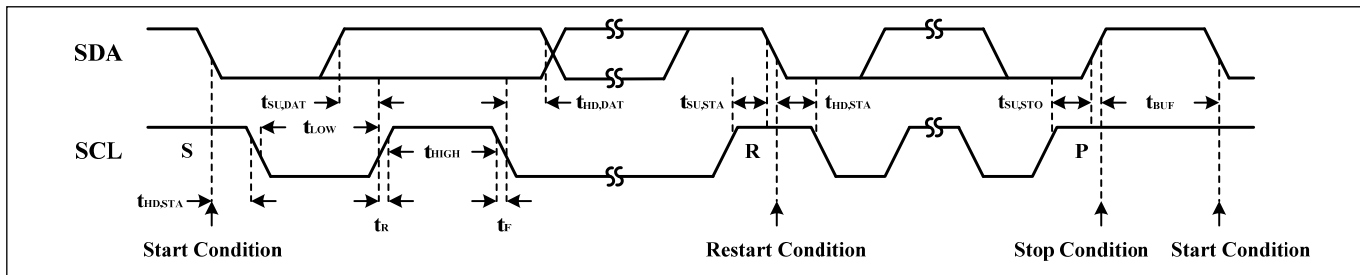 SDA
tSU,DAT tHD,DAT tSU,STA tHD,STA tSU,STO tBUF
tLOW
SCL S tHIGH R P
tHD,STA
tR tF
Start Condition Restart Condition Stop Condition Start Condition